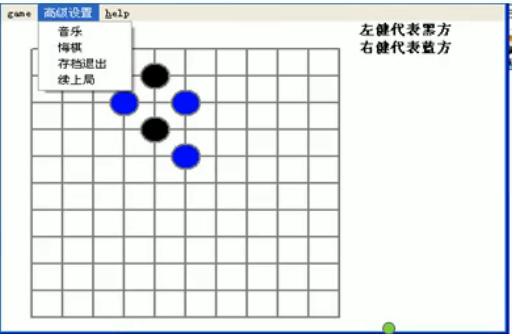 game 高级设置 help
音乐
悔棋
存档退出
续上局
左健代表黑方
右健代表蓝方